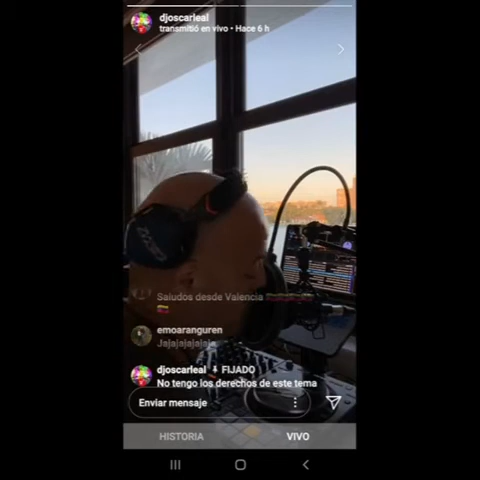 djoscarleal
transmitió en vivo • Hace 6 h
Saludos desde Valencia
emoaranguren
Jajajajajajaja
djoscarleal FIJADO
No tengo los derechos de este tema
Enviar mensaje
HISTORIA
VIVO